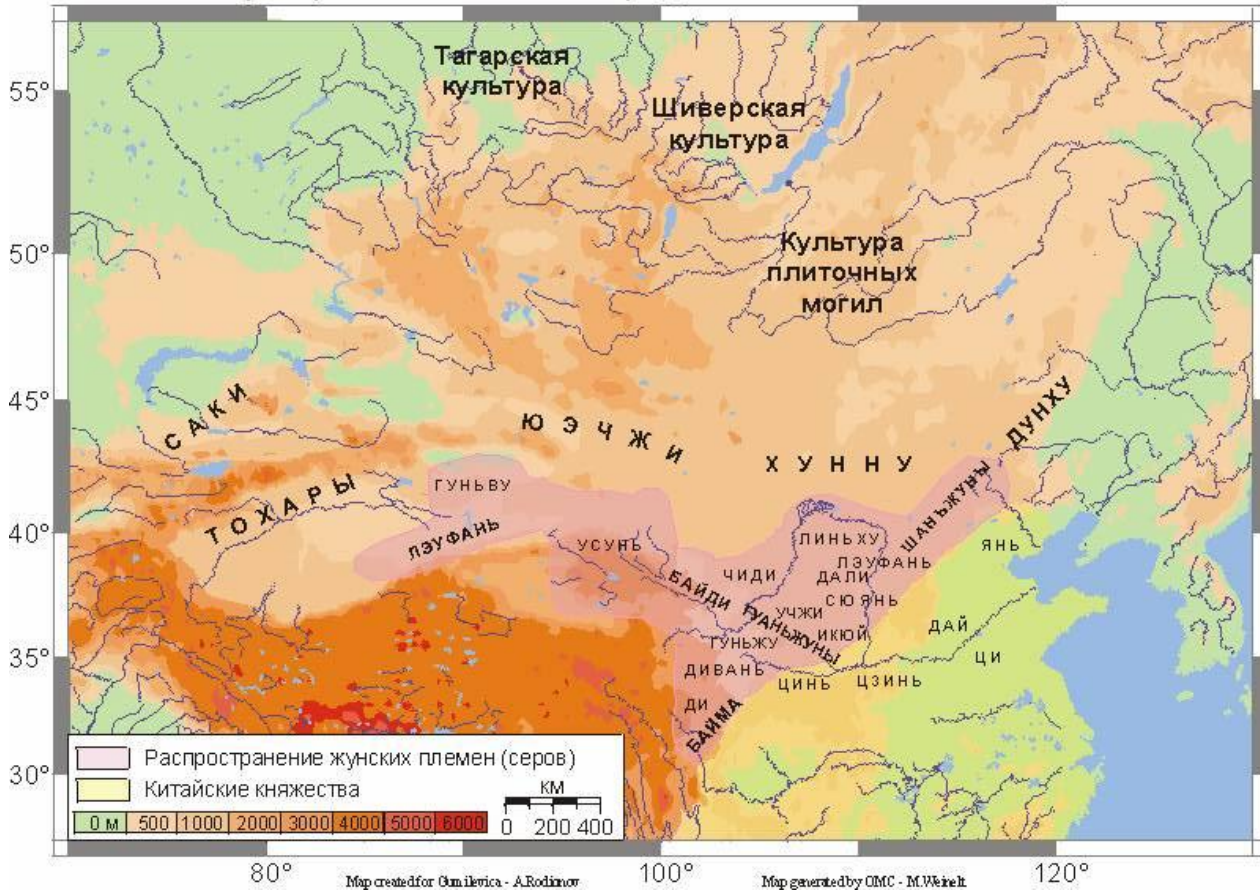 Тагарская
культура
Шиверская
культура
Культура
плиточных
могил
САКИ
ТОХАРЫ
ЮЭЧЖИ
ХУННУ
ДУНХУ
ГУНЬВУ
ЛЭУФАНЬ
УСУНЬ
ШАНЬЖУНЫ
ЛИНЬХУ
ЛЭУФАНЬ
ЯНЬ
ЧИДИ
ДАЛИ
БАЙДИ
СЮЯНЬ
УЧЖИ
ГУАНЬЖУНЫ
ИКЮЙ
ДАЙ
ГУНЬЖУ
ЦИ
ДИВАНЬ
ЦИНЬ
ЦЗИНЬ
ДИ
БАЙМА
55°
50°
45°
40°
35°
30°
Распространение жунских племен (серов)
Китайские княжества
0 м 500 1000 2000 3000 4000 5000 6000
КМ
0 200 400
80° 100° 120°
Map created for Gumilevica - A.Rodionov
Map generated by OMC - M.Weinelt